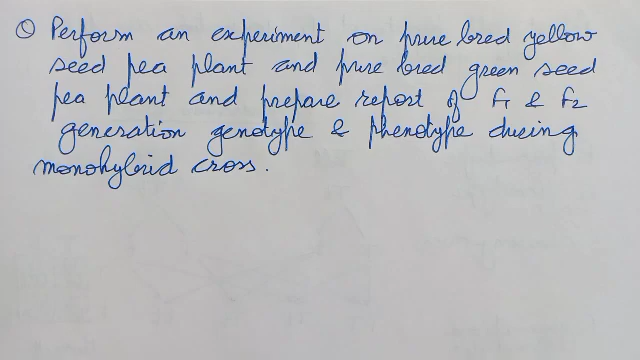 Q Perform an experiment on pure bred yellow
seed pea plant and pure bred green seed
pea plant and prepare report of F1 & F2
generation genotype & phenotype during
monohybrid cross.